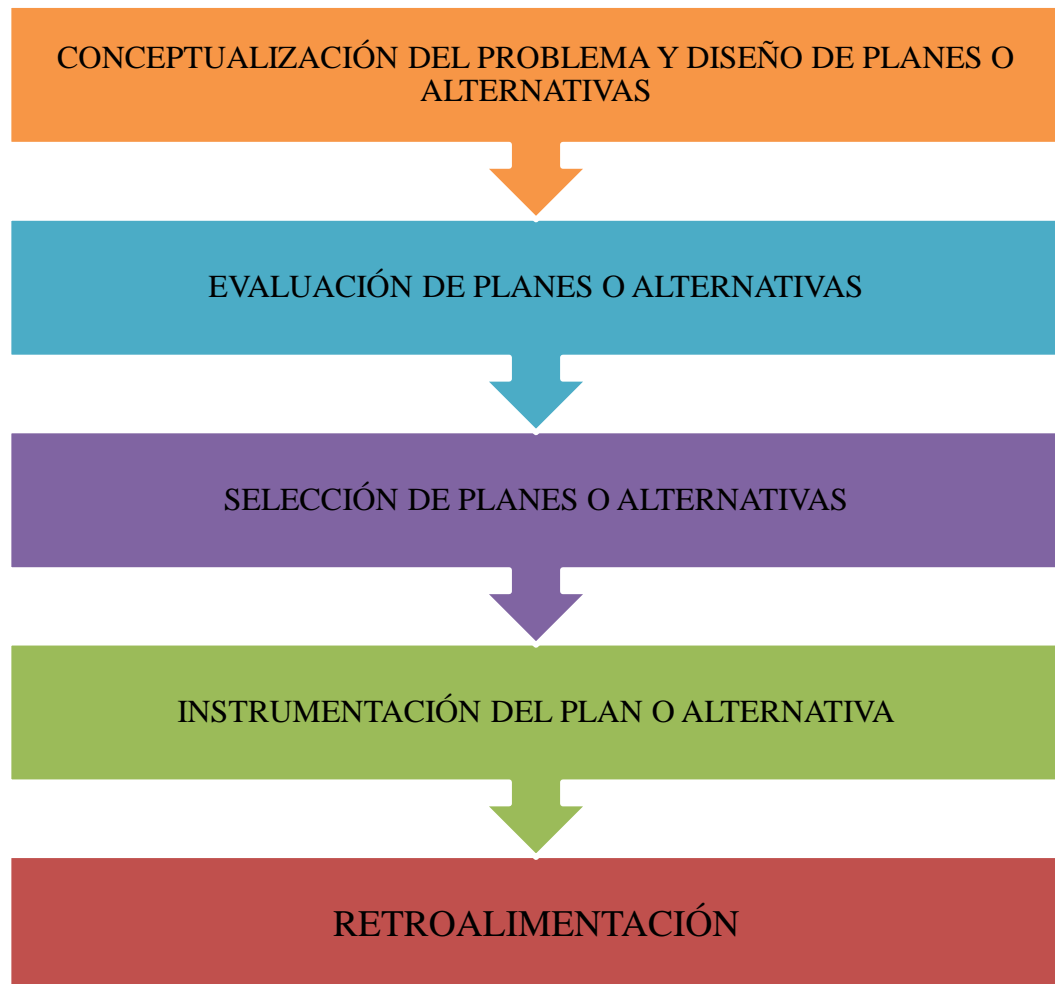 CONCEPTUALIZACIÓN DEL PROBLEMA Y DISEÑO DE PLANES O
ALTERNATIVAS
EVALUACIÓN DE PLANES O ALTERNATIVAS
SELECCIÓN DE PLANES O ALTERNATIVAS
INSTRUMENTACIÓN DEL PLAN O ALTERNATIVA
RETROALIMENTACIÓN